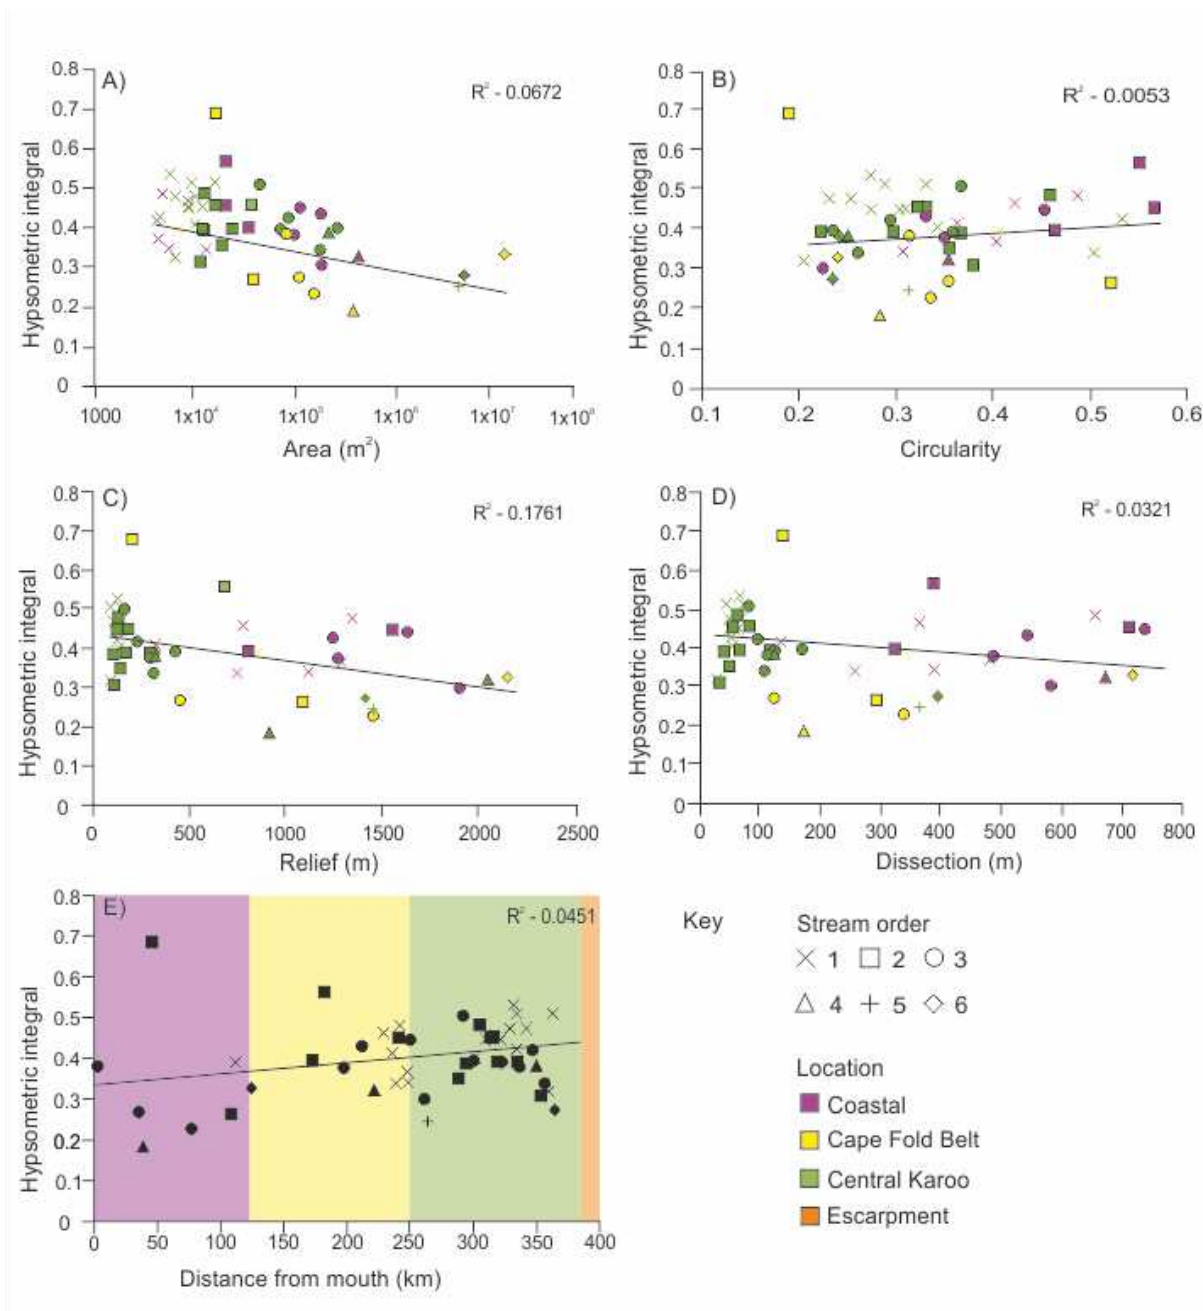 A)
R² - 0.0672
Hypsometric integral
0.8
0.7
0.6
0.5
0.4
0.3
0.2
0.1
0
1000
1x10⁴
1x10⁵
1x10⁶
1x10⁷
1x10⁸
Area (m²)
B)
R² - 0.0053
Hypsometric integral
0.8
0.7
0.6
0.5
0.4
0.3
0.2
0.1
0
0.1
0.2
0.3
0.4
0.5
0.6
Circularity
C)
R² - 0.1761
Hypsometric integral
0.8
0.7
0.6
0.5
0.4
0.3
0.2
0.1
0
0
500
1000
1500
2000
2500
Relief (m)
D)
R² - 0.0321
Hypsometric integral
0.8
0.7
0.6
0.5
0.4
0.3
0.2
0.1
0
0
100
200
300
400
500
600
700
800
Dissection (m)
E)
R² - 0.0451
Hypsometric integral
0.8
0.7
0.6
0.5
0.4
0.3
0.2
0.1
0
0
50
100
150
200
250
300
350
400
Distance from mouth (km)
Key
Stream order
1 2 3
4 5 6
Location
Coastal
Cape Fold Belt
Central Karoo
Escarpment